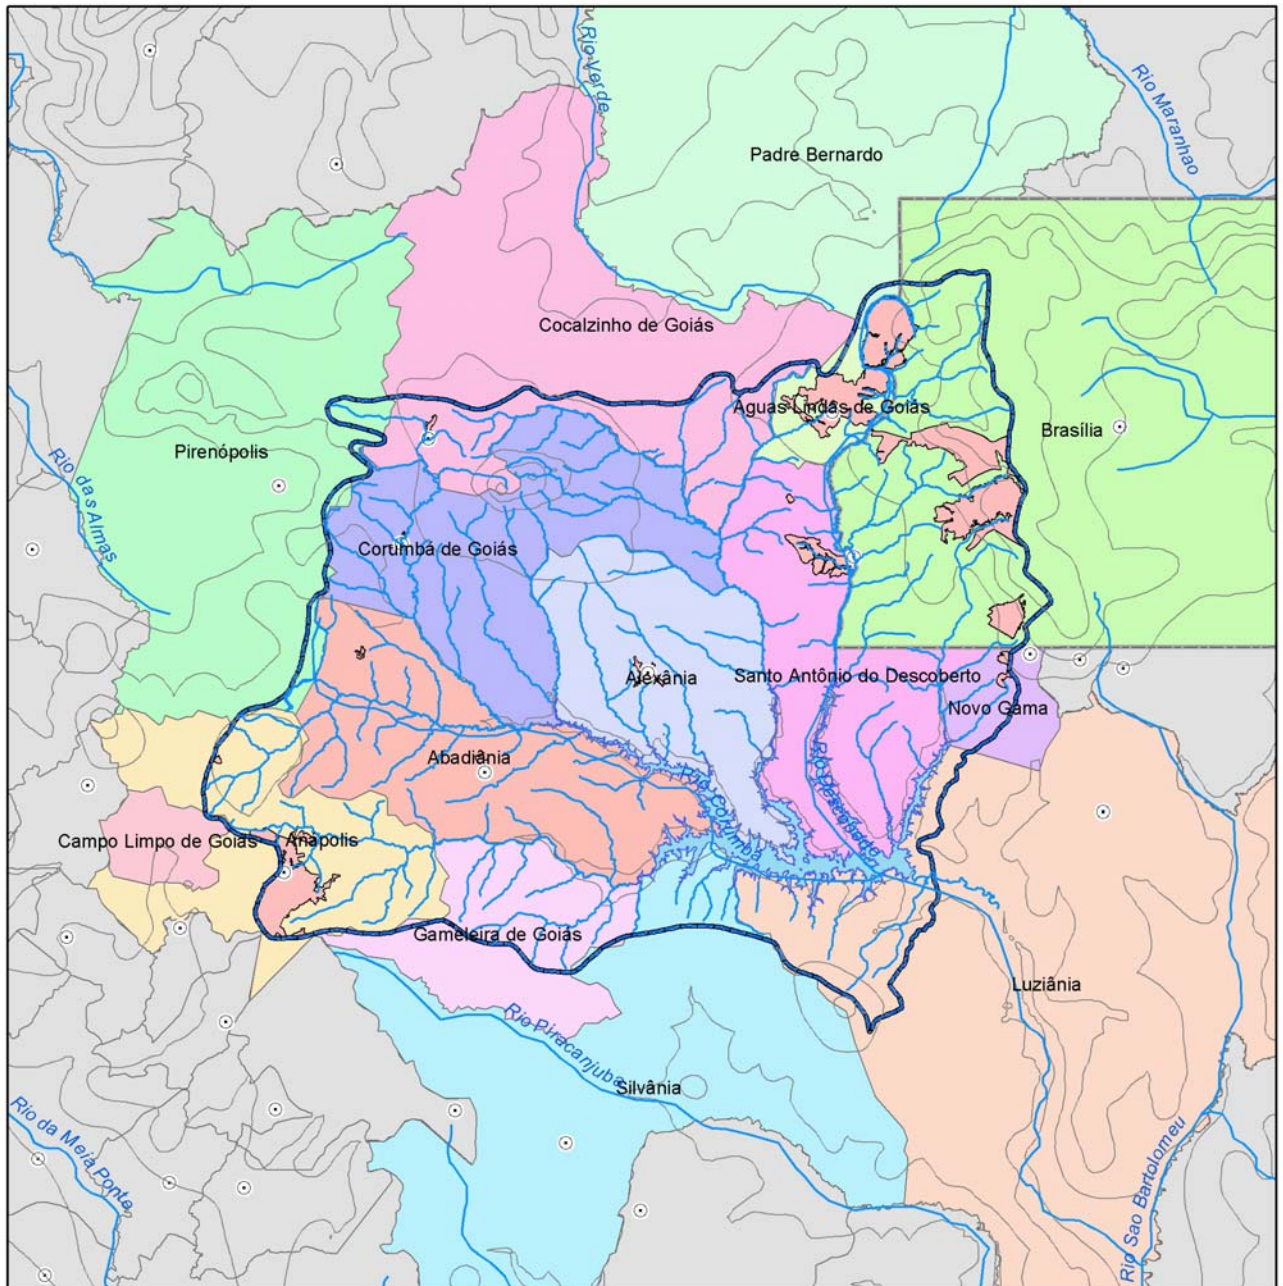 Rio Verde
Rio Maranhao
Padre Bernardo
Cocalzinho de Goiás
Águas Lindas de Goiás
Brasília
Pirenópolis
Rio das Almas
Corumbá de Goiás
Alexânia
Santo Antônio do Descoberto
Novo Gama
Abadiânia
Rio Corumba
Rio Descoberto
Campo Limpo de Goiás
Anápolis
Gameleira de Goiás
Luziânia
Rio Piracanjuba
Silvânia
Rio da Meia Ponte
Rio Sao Bartolomeu